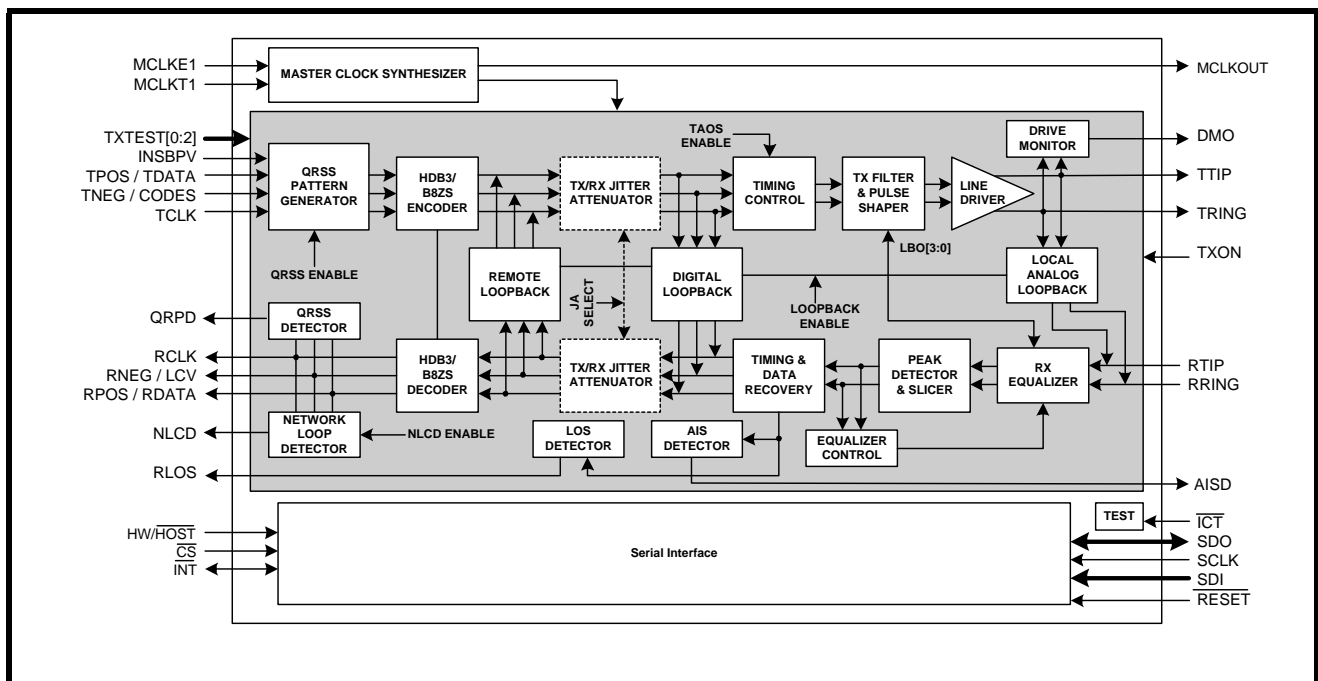 MCLKE1
MCLKT1
MASTER CLOCK SYNTHESIZER
MCLKOUT
TXTEST[0:2]
INSBPV
TPOS / TDATA
TNEG / CODES
TCLK
QRSS
PATTERN
GENERATOR
HDB3/
B8ZS
ENCODER
TX/RX JITTER
ATTENUATOR
TAOS
ENABLE
TIMING
CONTROL
TX FILTER
& PULSE
SHAPER
LINE
DRIVER
DRIVE
MONITOR
DMO
TTIP
TRING
TXON
QRSS ENABLE
REMOTE
LOOPBACK
JA
SELECT
DIGITAL
LOOPBACK
LOOPBACK
ENABLE
LBO[3:0]
LOCAL
ANALOG
LOOPBACK
QRPD
RCLK
RNEG / LCV
RPOS / RDATA
NLCD
RLOS
QRSS
DETECTOR
HDB3/
B8ZS
DECODER
TX/RX JITTER
ATTENUATOR
TIMING &
DATA
RECOVERY
PEAK
DETECTOR
& SLICER
RX
EQUALIZER
RTIP
RRING
NETWORK
LOOP
DETECTOR
NLCD ENABLE
LOS
DETECTOR
AIS
DETECTOR
EQUALIZER
CONTROL
AISD
HW/HOST
CS
INT
Serial Interface
TEST
ICT
SDO
SCLK
SDI
RESET